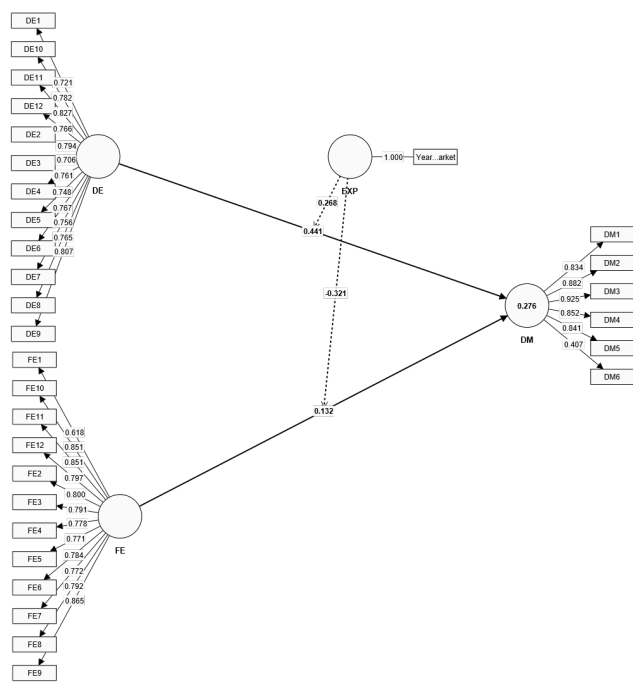 DE1
DE10
DE11
DE12
DE2
DE3
DE4
DE5
DE6
DE7
DE8
DE9
0.721
0.782
0.827
0.766
0.794
0.706
0.761
0.748
0.767
0.756
0.765
0.807
DE
EXP
1.000
Year...arket
0.268
0.441
-0.321
0.132
0.276
DM
0.834
0.882
0.925
0.852
0.841
0.407
DM1
DM2
DM3
DM4
DM5
DM6
FE1
FE10
FE11
FE12
FE2
FE3
FE4
FE5
FE6
FE7
FE8
FE9
0.618
0.851
0.851
0.797
0.800
0.791
0.778
0.771
0.784
0.772
0.792
0.865
FE